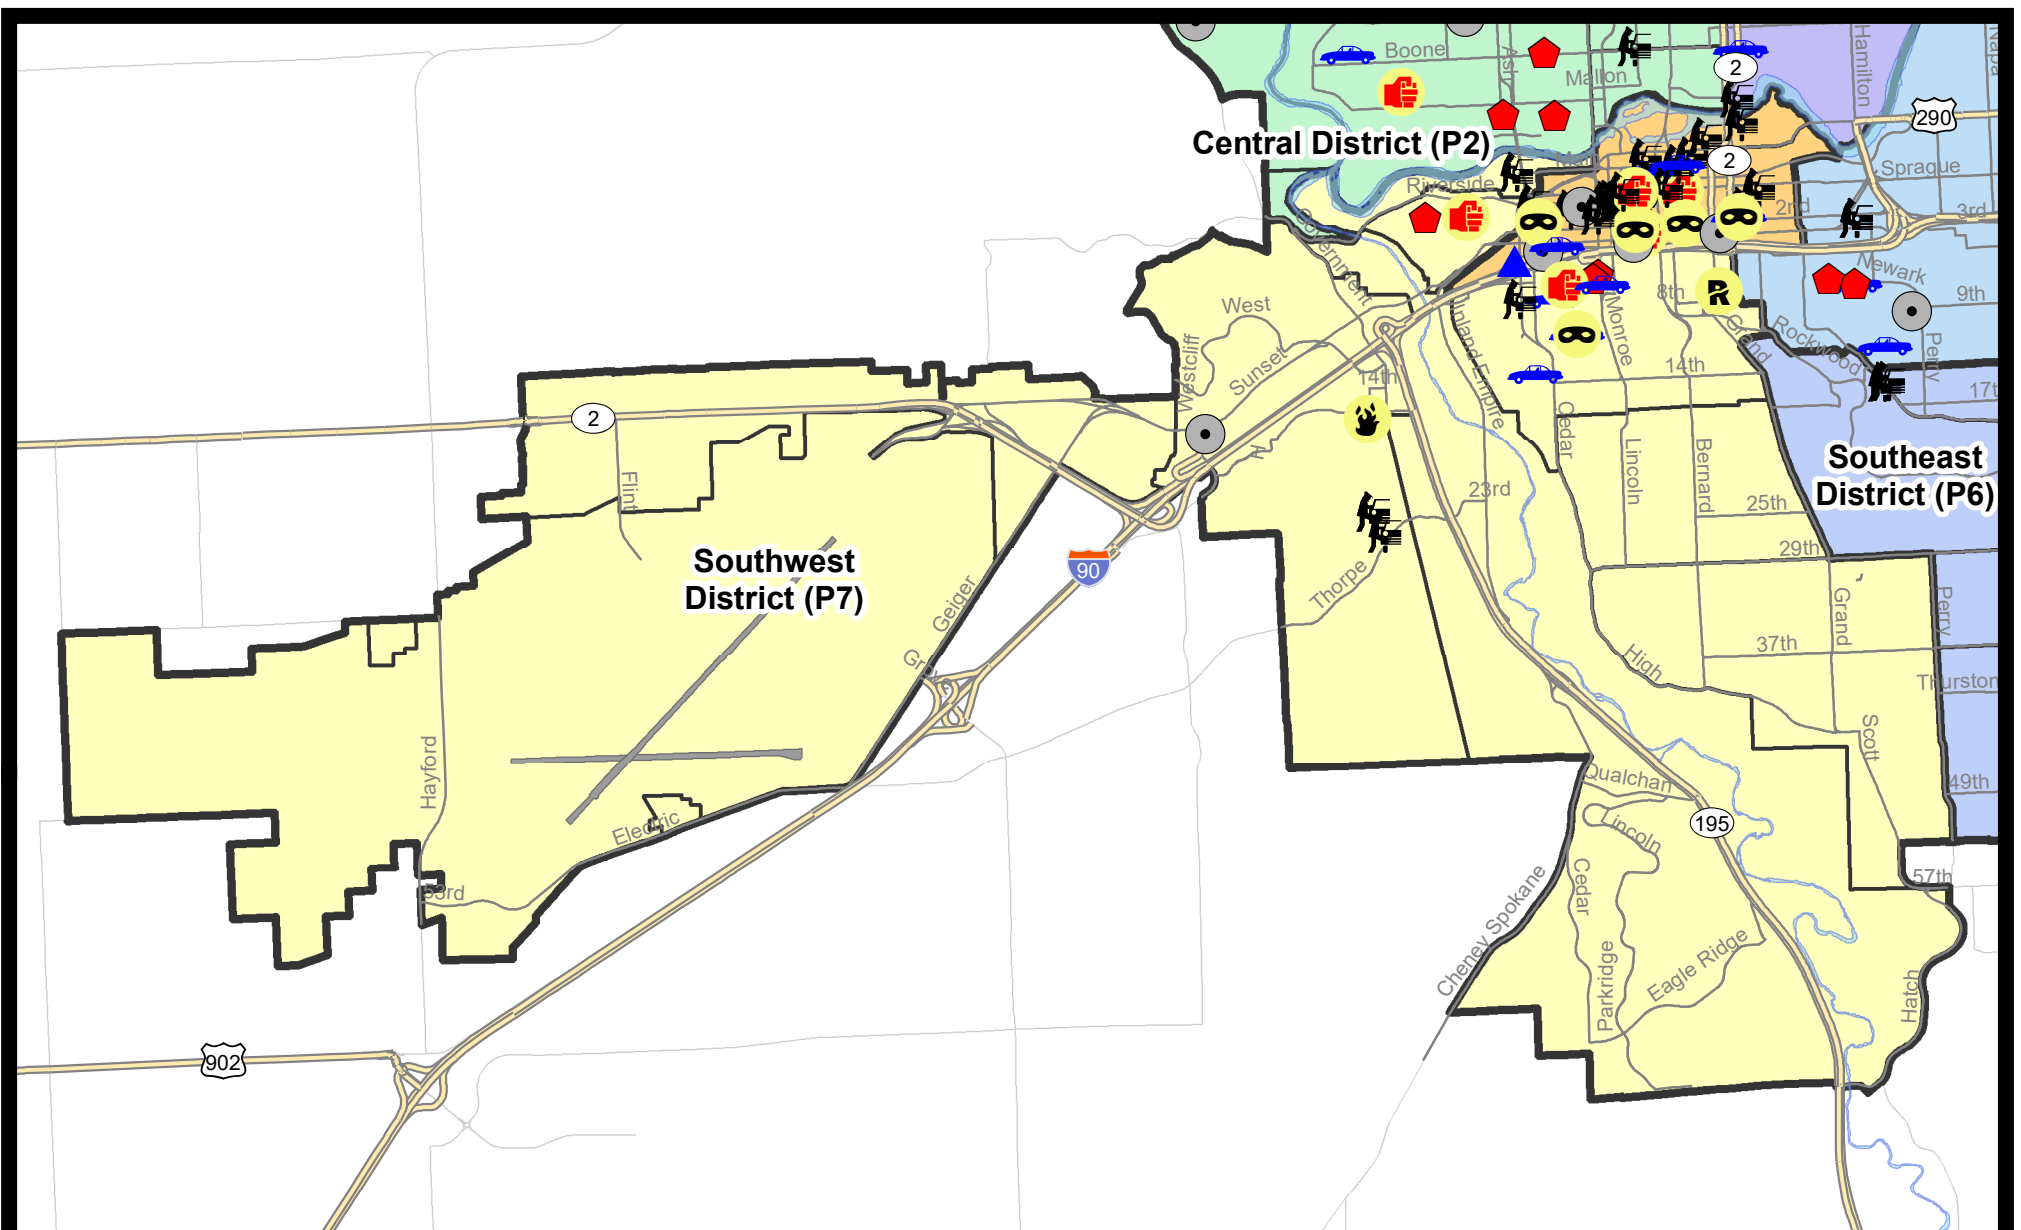 Boone
Ash
Mallon
Hamilton
Napa
2
290
Central District (P2)
Sprague
2
Riverside
2nd
3rd
Government
Newark
8th
9th
West
Monroe
Inland Empire
Grand
Rockwood
Perry
Westcliff
Sunset
14th
14th
17t
2
Cedar
Lincoln
Bernard
Southeast
District (P6)
Flint
23rd
25th
29th
Southwest
District (P7)
90
Thorpe
Geiger
Grove
Grand
Perry
37th
High
Thurston
Scott
Hayford
Qualchan
49th
195
Electric
Lincoln
53rd
57th
Cedar
Cheney Spokane
Parkridge
Eagle Ridge
Hatch
902
R